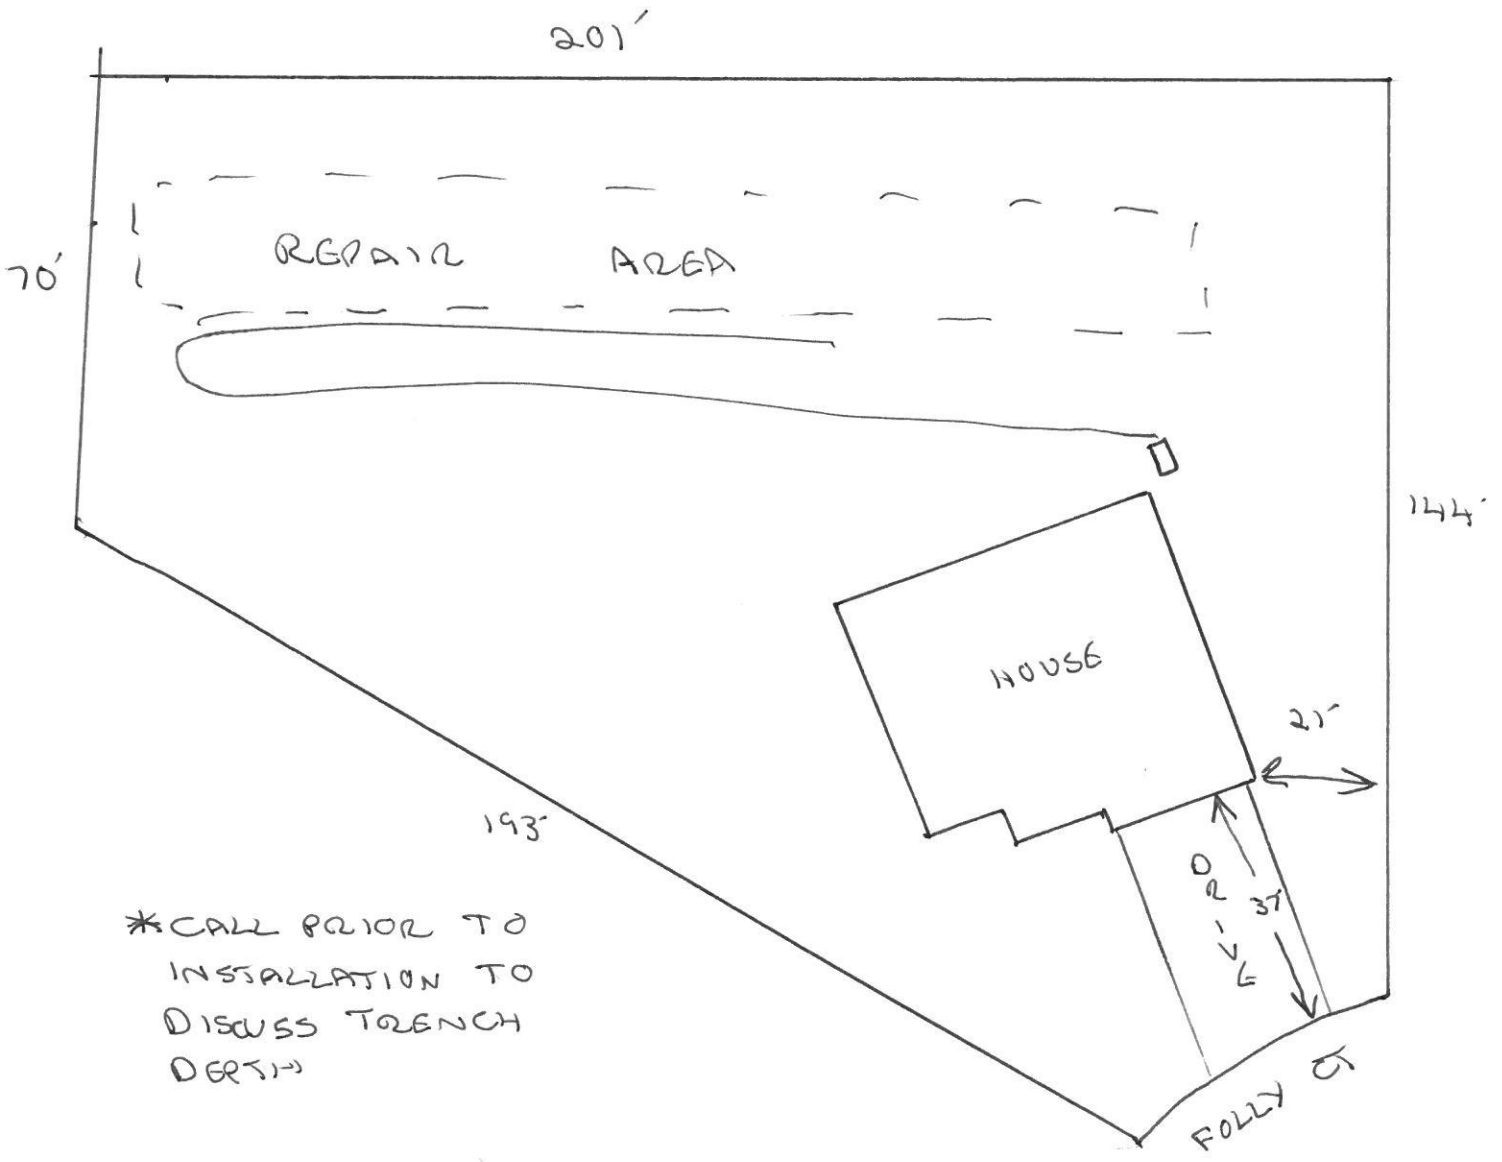 201'
REPAIR AREA
70'
144'
HOUSE
21'
193'
DRIVE
37'
*CALL PRIOR TO
INSTALLATION TO
DISCUSS TRENCH
DEPTH
FOLLY CT